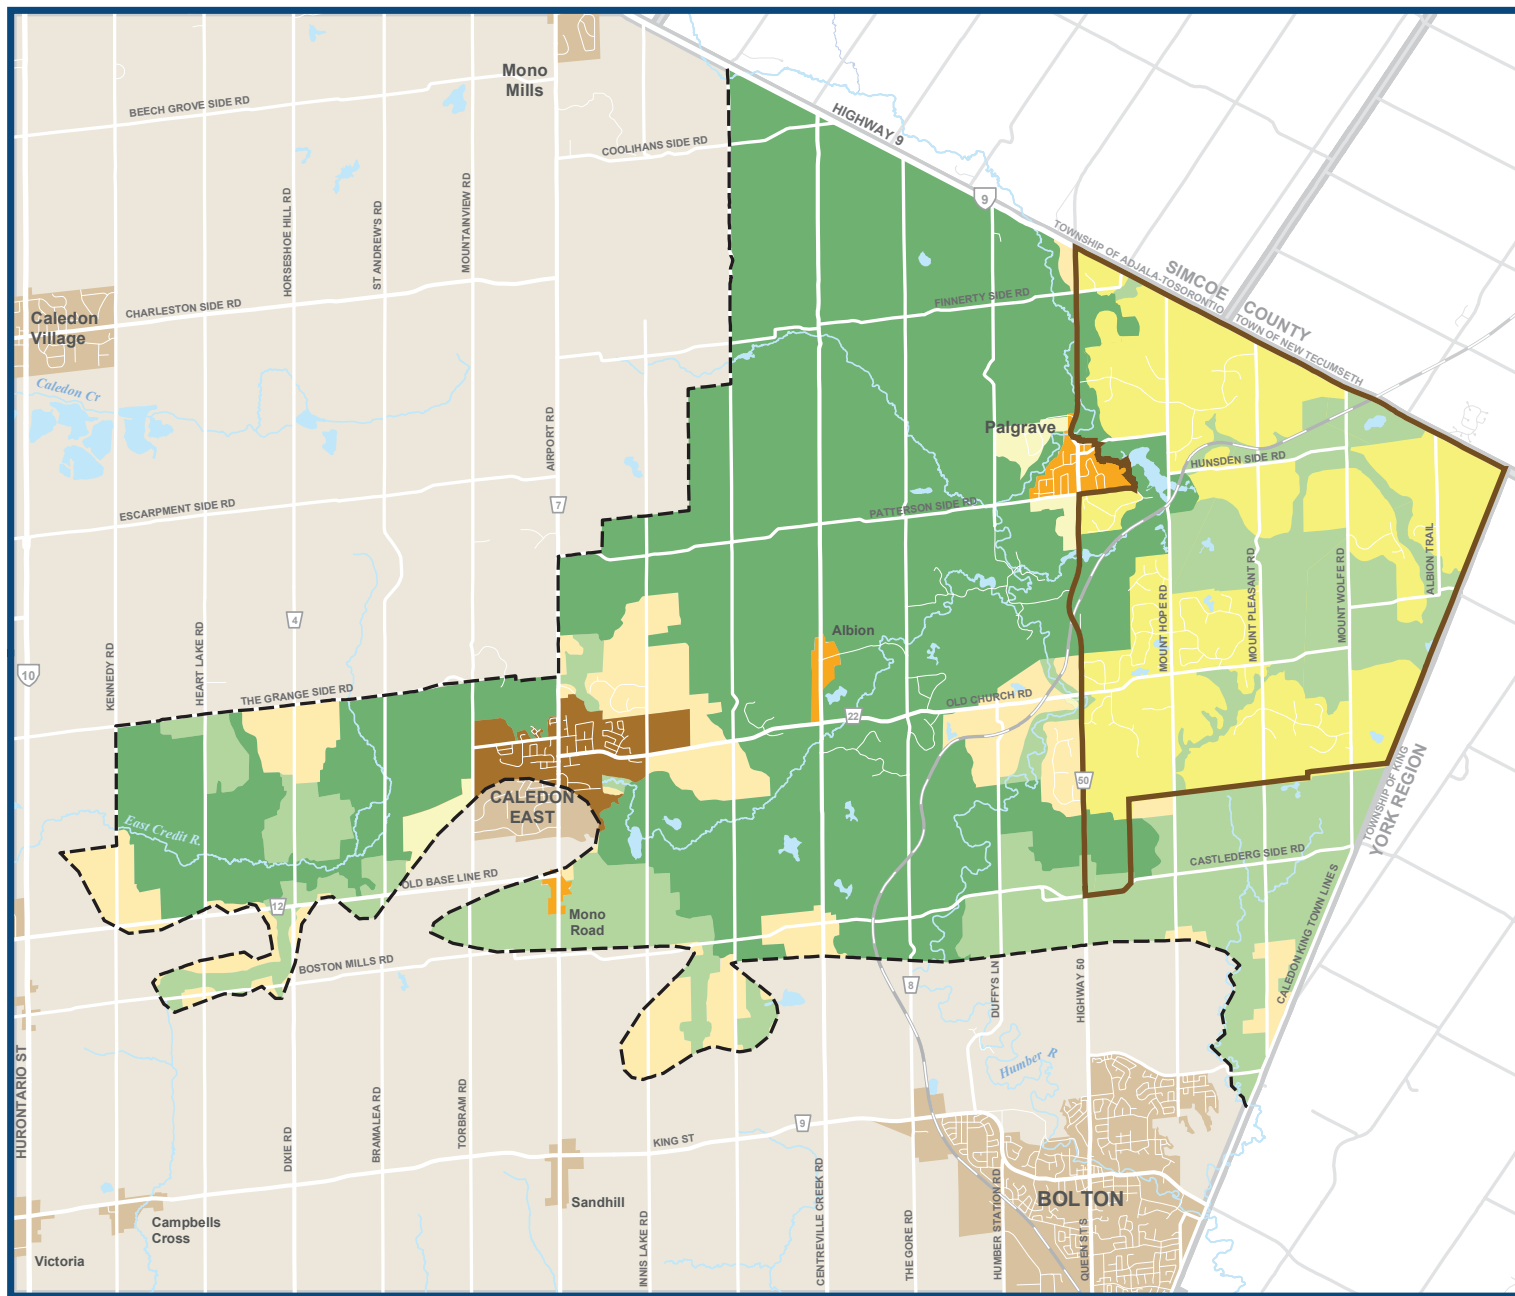 Mono
Mills
BEECH GROVE SIDE RD
COOLIHANS SIDE RD
HIGHWAY 9
9
HORSESHOE HILL RD
ST ANDREW'S RD
MOUNTAINVIEW RD
TOWNSHIP OF ADJALA-TOSORONTIO
SIMCOE COUNTY
TOWN OF NEW TECUMSETH
CHARLESTON SIDE RD
FINNERTY SIDE RD
Caledon
Village
Caledon Cr
AIRPORT RD
Palgrave
HUNSDEN SIDE RD
ESCARPMENT SIDE RD
7
PATTERSON SIDE RD
ALBION TRAIL
MOUNT WOLFE RD
MOUNT PLEASANT RD
MOUNT HOPE RD
4
Albion
KENNEDY RD
HEART LAKE RD
10
THE GRANGE SIDE RD
OLD CHURCH RD
22
50
TOWNSHIP OF KING
YORK REGION
CALEDON
EAST
East Credit R.
CASTLEDERG SIDE RD
OLD BASE LINE RD
12
Mono
Road
BOSTON MILLS RD
CALEDON KING TOWN LINE S
8
DUFFYS LN
HIGHWAY 50
Humber R
HURONTARIO ST
DIXIE RD
BRAMALEA RD
TORBRAM RD
KING ST
9
Sandhill
BOLTON
Campbells
Cross
Victoria
INNIS LAKE RD
CENTREVILLE CREEK RD
THE GORE RD
HUMBER STATION RD
QUEEN ST S